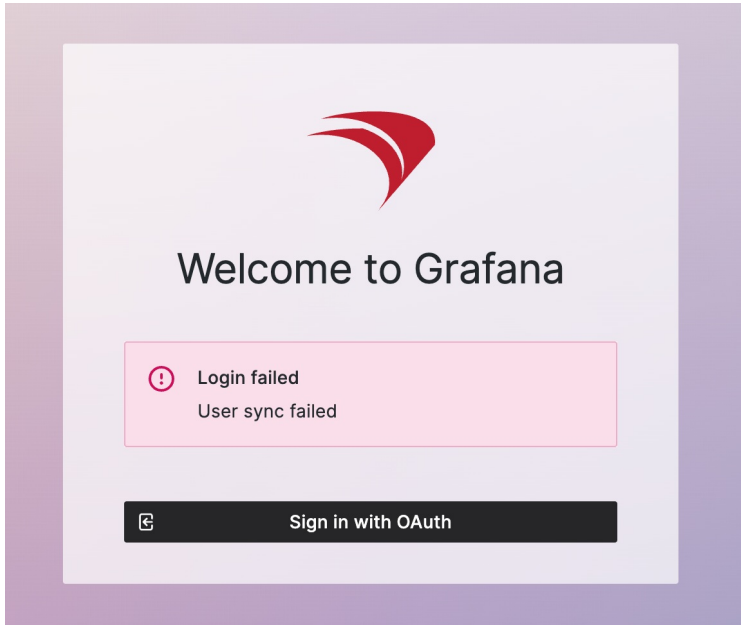 Welcome to Grafana
Login failed
User sync failed
Sign in with OAuth